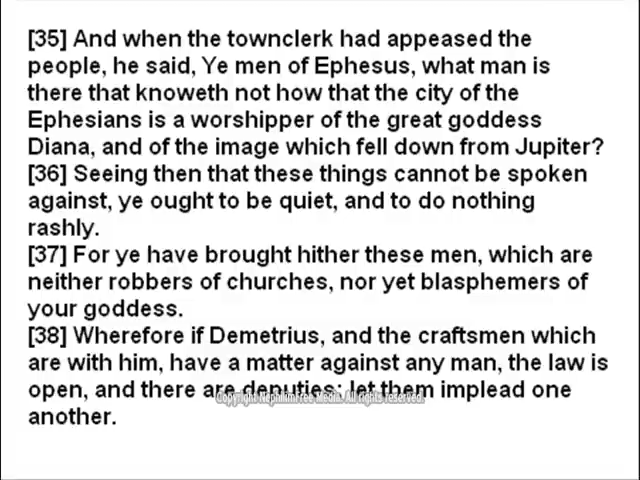 [35] And when the townclerk had appeased the
people, he said, Ye men of Ephesus, what man is
there that knoweth not how that the city of the
Ephesians is a worshipper of the great goddess
Diana, and of the image which fell down from Jupiter?
[36] Seeing then that these things cannot be spoken
against, ye ought to be quiet, and to do nothing
rashly.
[37] For ye have brought hither these men, which are
neither robbers of churches, nor yet blasphemers of
your goddess.
[38] Wherefore if Demetrius, and the craftsmen which
are with him, have a matter against any man, the law is
open, and there are deputies: let them implead one
another.
Copyright NephilimFree Media. All rights reserved.